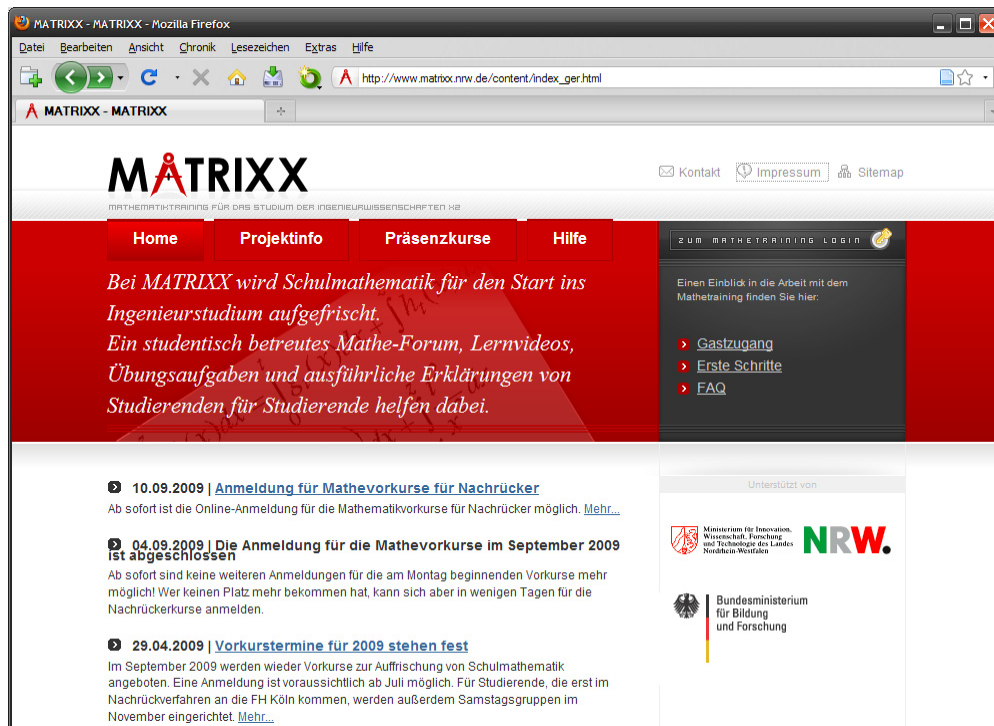 MATRIXX - MATRIXX - Mozilla Firefox
Datei Bearbeiten Ansicht Chronik Lesezeichen Extras Hilfe
http://www.matrixx.nrw.de/content/index_ger.html
MATRIXX - MATRIXX
MATRIXX
Kontakt Impressum Sitemap
MATHEMATIKTRAINING FÜR DAS STUDIUM DER INGENIEURWISSENSCHAFTEN X2
Home Projektinfo Präsenzkurse Hilfe
Bei MATRIXX wird Schulmathematik für den Start ins
Ingenieurstudium aufgefrischt.
Ein studentisch betreutes Mathe-Forum, Lernvideos,
Übungsaufgaben und ausführliche Erklärungen von
Studierenden für Studierende helfen dabei.
ZUM MATHETRAINING LOGIN
Einen Einblick in die Arbeit mit dem
Mathetraining finden Sie hier:
Gastzugang
Erste Schritte
FAQ
10.09.2009 | Anmeldung für Mathevorkurse für Nachrücker
Ab sofort ist die Online-Anmeldung für die Mathematikvorkurse für Nachrücker möglich. Mehr...
04.09.2009 | Die Anmeldung für die Mathevorkurse im September 2009
ist abgeschlossen
Ab sofort sind keine weiteren Anmeldungen für die am Montag beginnenden Vorkurse mehr
möglich! Wer keinen Platz mehr bekommen hat, kann sich aber in wenigen Tagen für die
Nachrückerkurse anmelden.
29.04.2009 | Vorkurstermine für 2009 stehen fest
Im September 2009 werden wieder Vorkurse zur Auffrischung von Schulmathematik
angeboten. Eine Anmeldung ist voraussichtlich ab Juli möglich. Für Studierende, die erst im
Nachrückverfahren an die FH Köln kommen, werden außerdem Samstagsgruppen im
November eingerichtet. Mehr...
Unterstützt von
Ministerium für Innovation,
Wissenschaft, Forschung
und Technologie des Landes
Nordrhein-Westfalen
NRW.
Bundesministerium
für Bildung
und Forschung